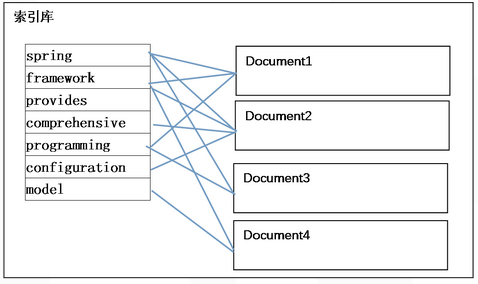 索引库
spring
framework
provides
comprehensive
programming
configuration
model
Document1
Document2
Document3
Document4